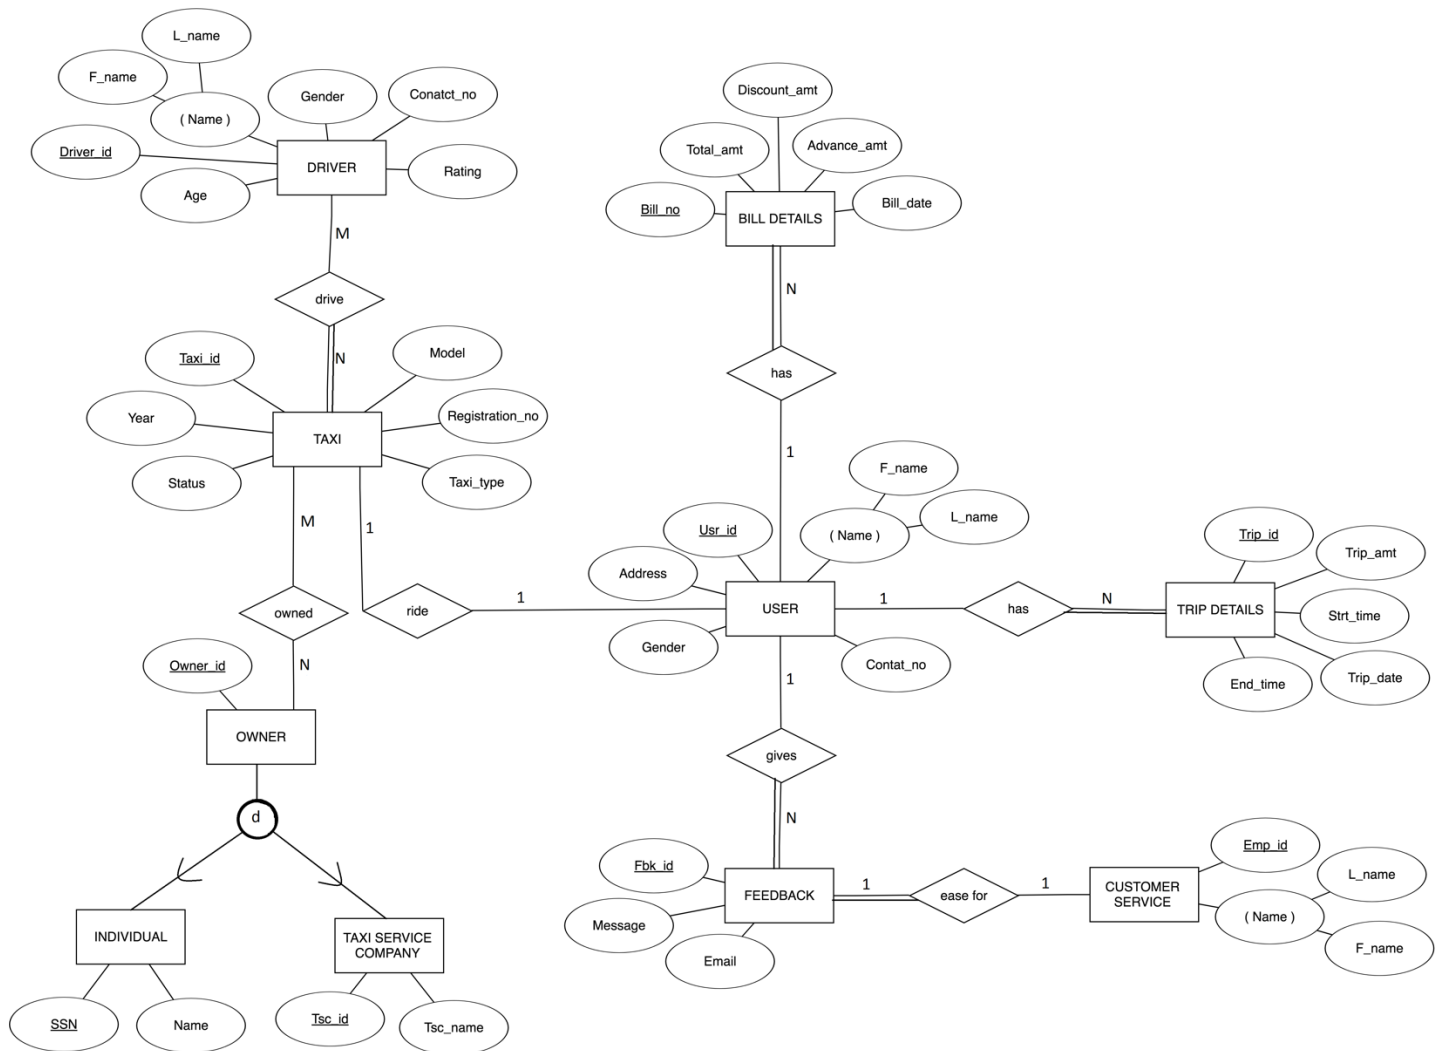 L_name
F_name
( Name )
Gender
Conatct_no
Driver_id
DRIVER
Rating
Age
M
drive
N
Taxi_id
Model
Year
Registration_no
TAXI
Status
Taxi_type
M
1
owned
ride
1
Owner_id
N
OWNER
d
INDIVIDUAL
TAXI SERVICE
COMPANY
SSN
Name
Tsc_id
Tsc_name
Discount_amt
Total_amt
Advance_amt
Bill_no
Bill_date
BILL DETAILS
N
has
1
F_name
Usr_id
( Name )
L_name
Address
USER
Gender
Contat_no
1
has
N
Trip_id
Trip_amt
TRIP DETAILS
Strt_time
End_time
Trip_date
1
gives
N
Fbk_id
FEEDBACK
Message
Email
1
ease for
1
CUSTOMER
SERVICE
Emp_id
L_name
( Name )
F_name